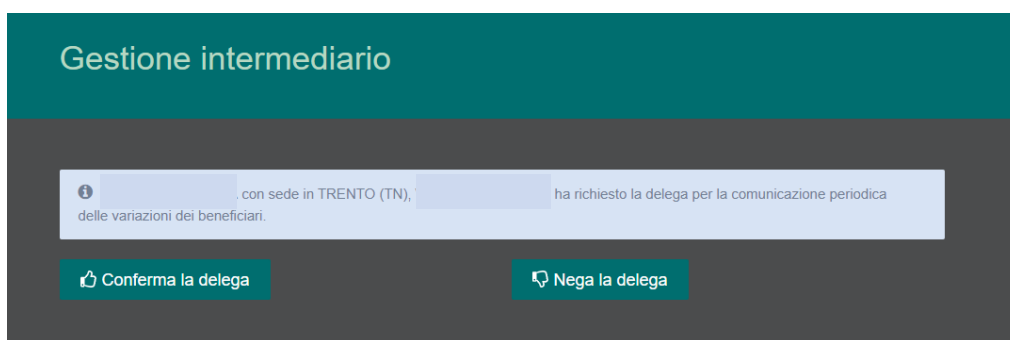 Gestione intermediario
con sede in TRENTO (TN), ha richiesto la delega per la comunicazione periodica
delle variazioni dei beneficiari.
Conferma la delega
Nega la delega